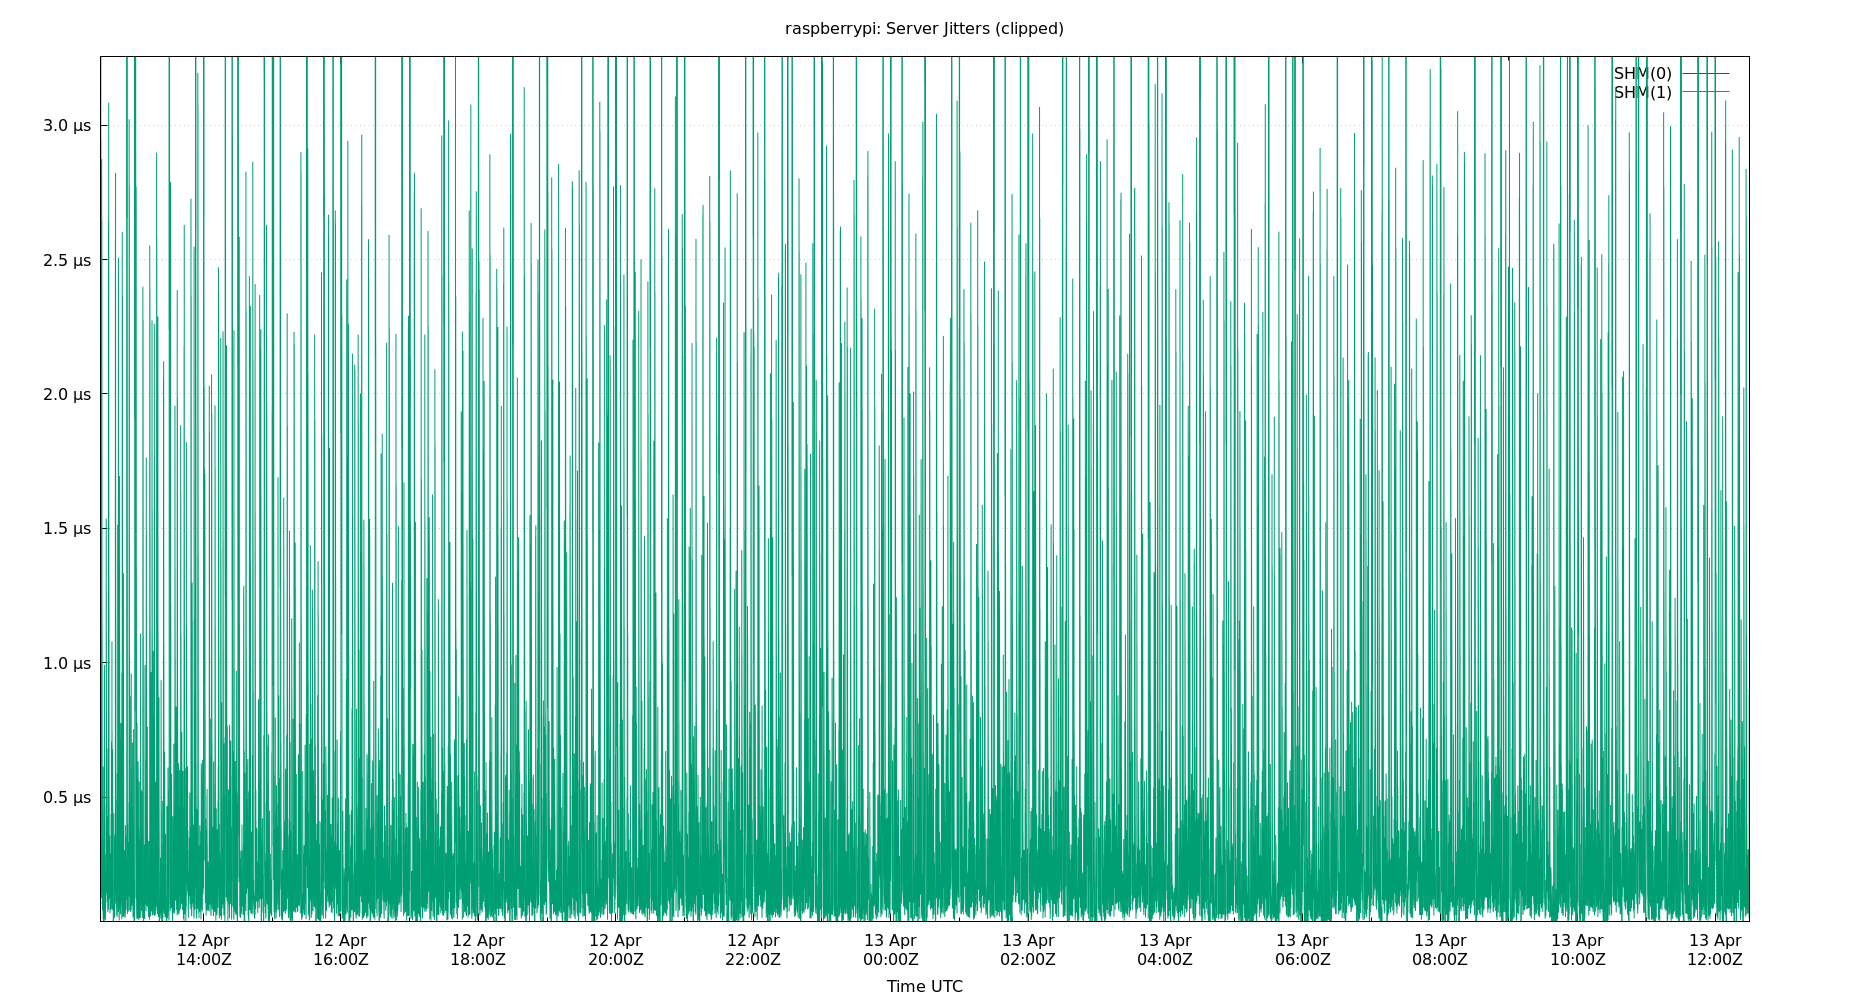 raspberrypi: Server Jitters (clipped)
SHM(0)
SHM(1)
3.0 µs
2.5 µs
2.0 µs
1.5 µs
1.0 µs
0.5 µs
12 Apr 12 Apr 12 Apr 12 Apr 12 Apr 13 Apr 13 Apr 13 Apr 13 Apr 13 Apr 13 Apr 13 Apr
14:00Z 16:00Z 18:00Z 20:00Z 22:00Z 00:00Z 02:00Z 04:00Z 06:00Z 08:00Z 10:00Z 12:00Z
Time UTC